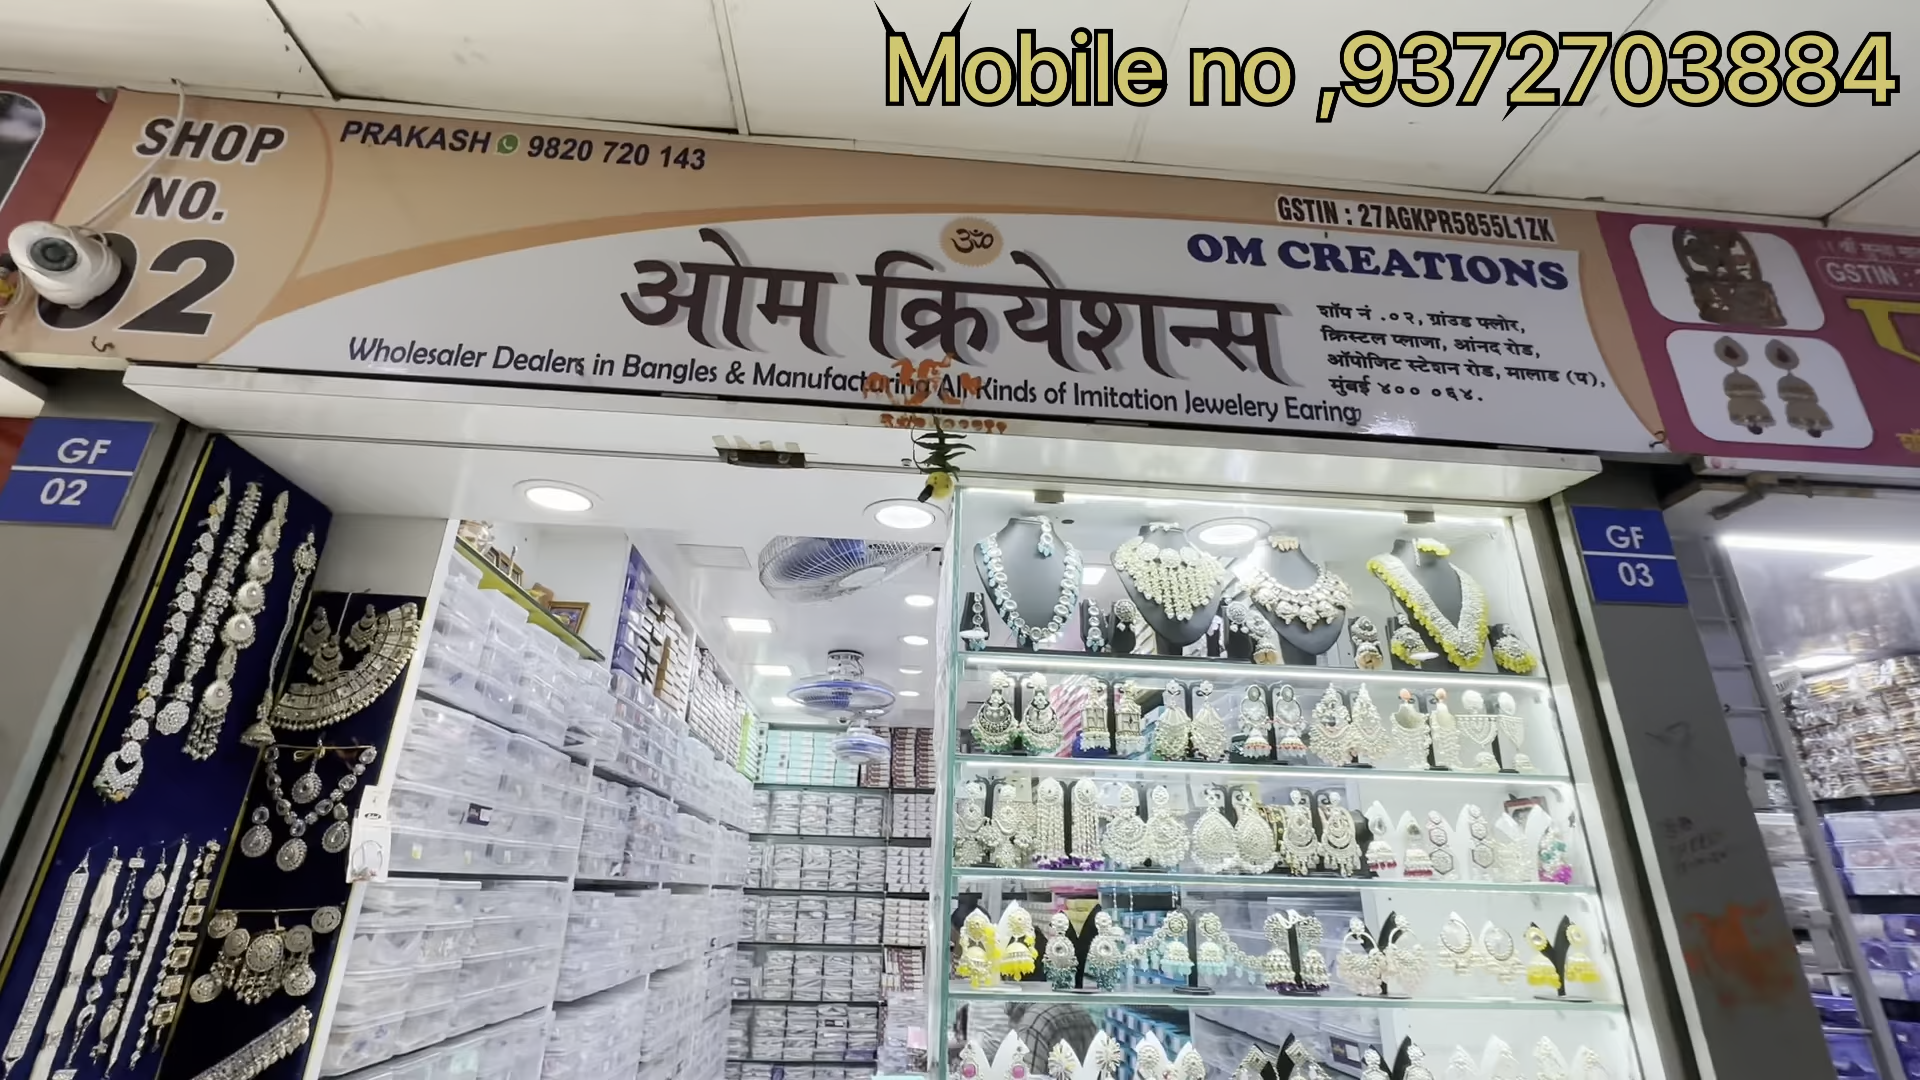 Mobile no ,9372703884
SHOP
NO.
02
PRAKASH 9820 720 143
GSTIN : 27AGKPR5855L1ZK
ॐ
OM CREATIONS
ओम क्रियेशन्स
शॉप नं .०२, ग्रांउड फ्लोर,
क्रिस्टल प्लाजा, आंनद रोड,
ऑपोजिट स्टेशन रोड, मालाड (प),
मुंबई ४०० ०६४.
Wholesaler Dealers in Bangles & Manufacturing All Kinds of Imitation Jewelery Earing
GF
02
GF
03
GSTIN :